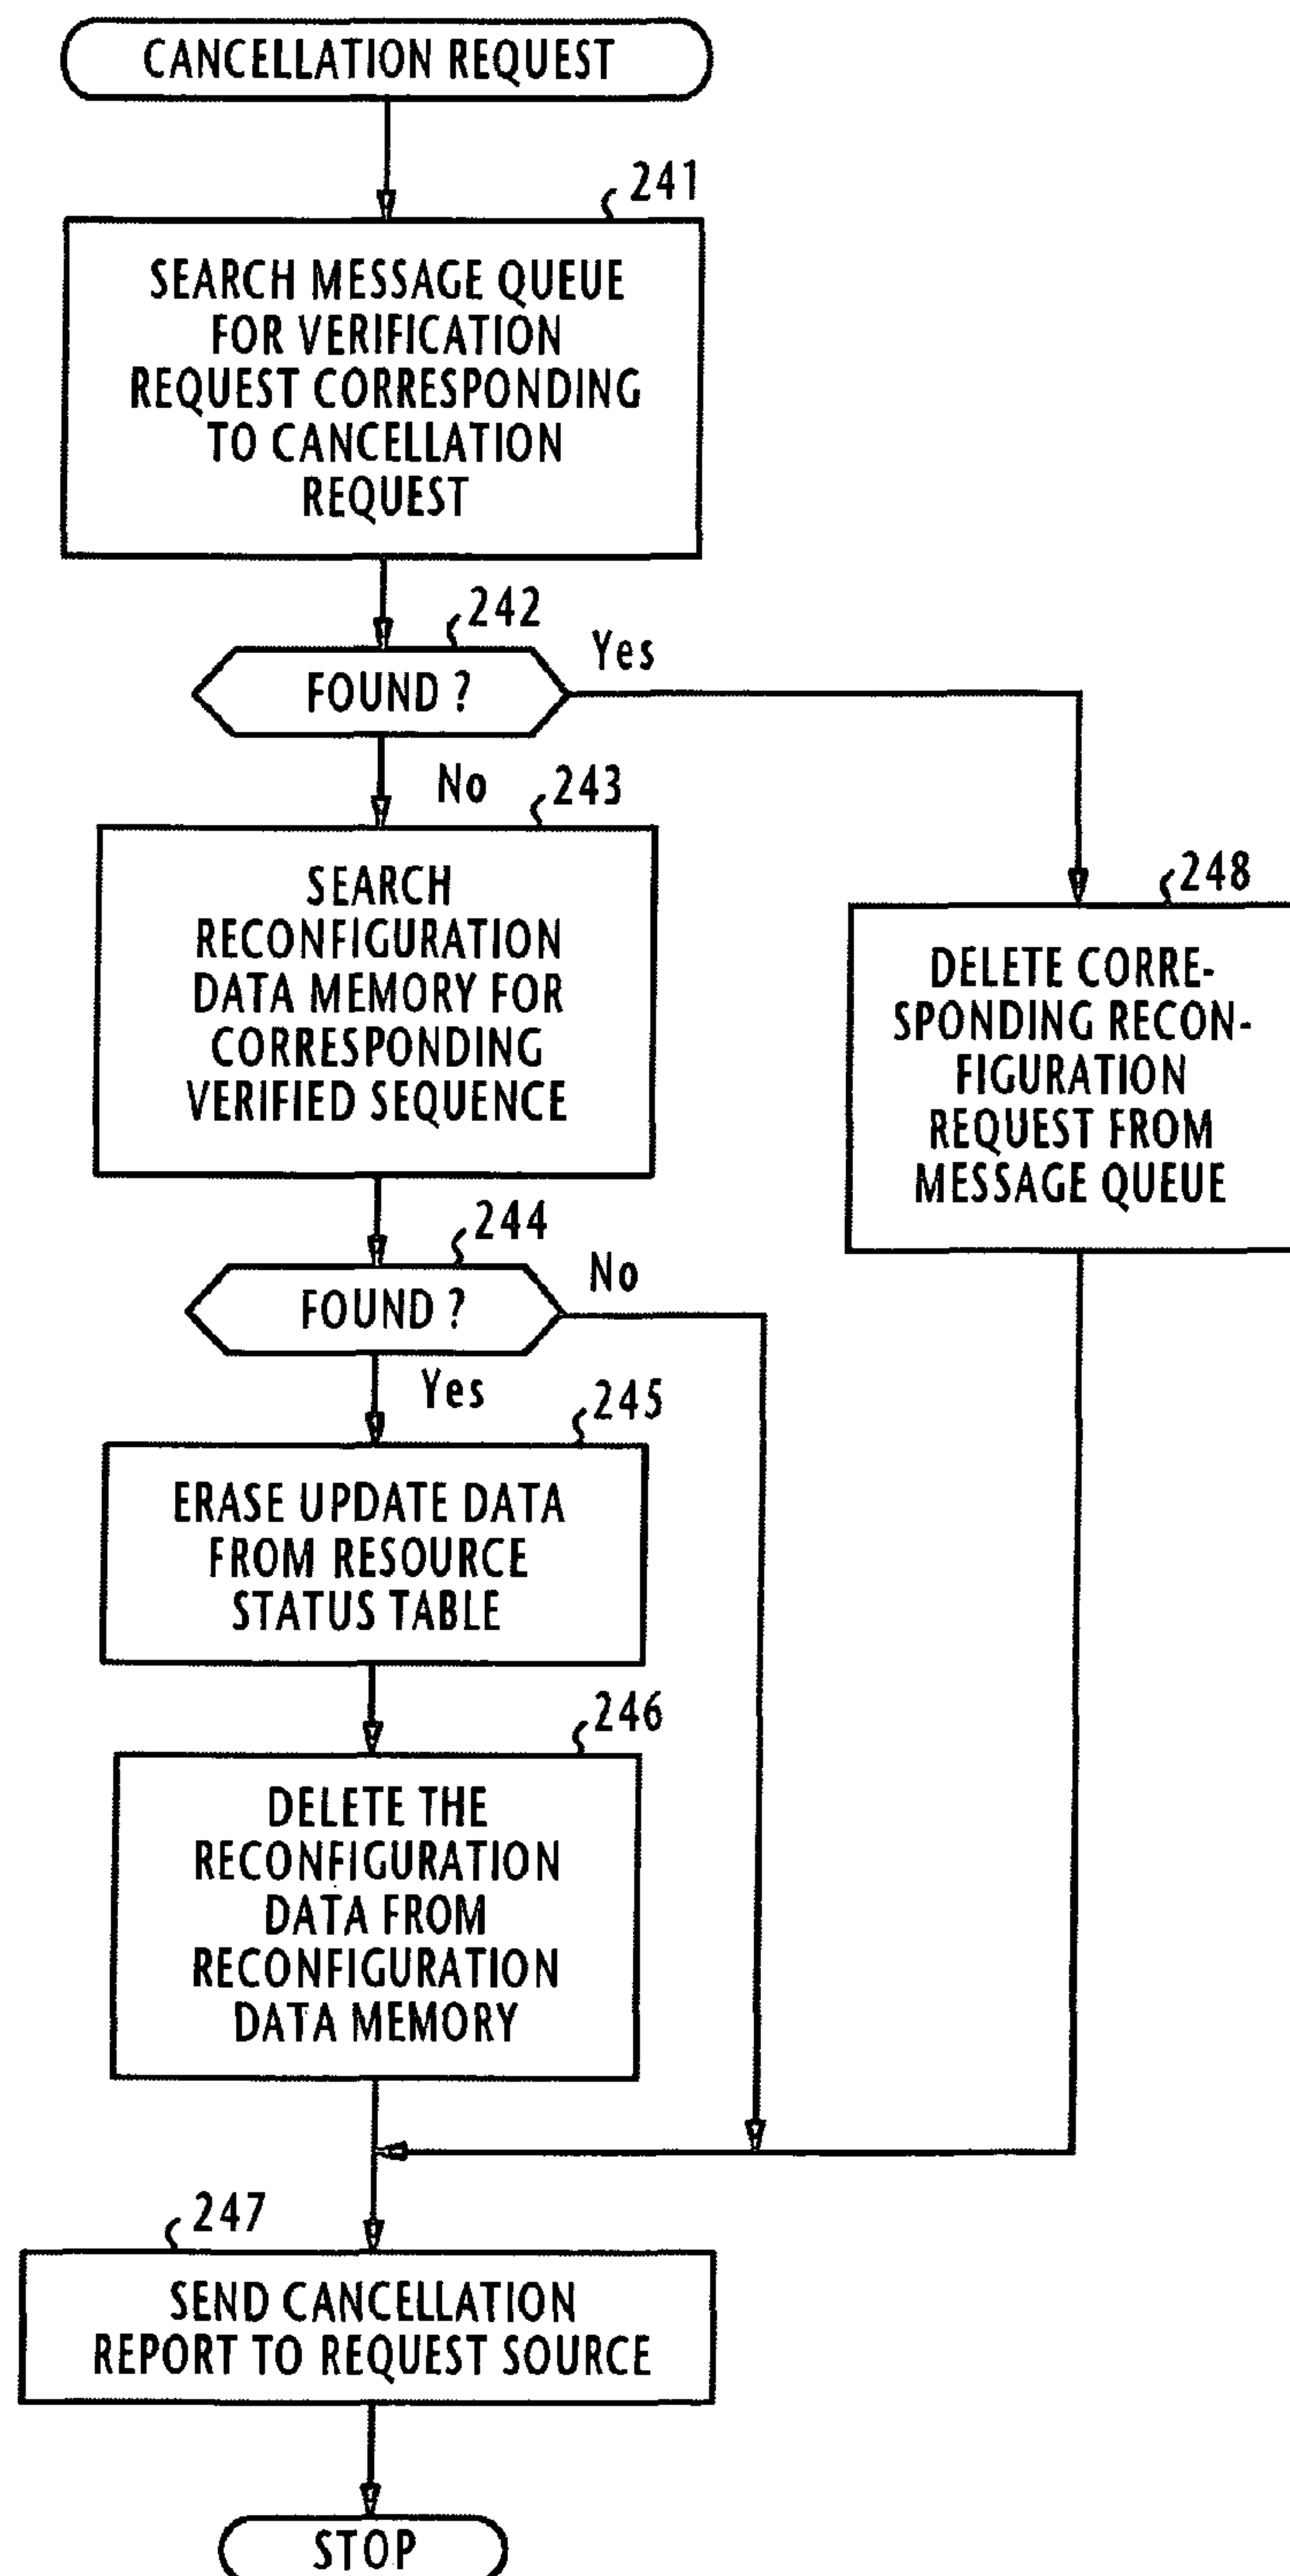 CANCELLATION REQUEST
241
SEARCH MESSAGE QUEUE
FOR VERIFICATION
REQUEST CORRESPONDING
TO CANCELLATION
REQUEST
242
FOUND ?
Yes
No
243
SEARCH
RECONFIGURATION
DATA MEMORY FOR
CORRESPONDING
VERIFIED SEQUENCE
248
DELETE CORRE-
SPONDING RECON-
FIGURATION
REQUEST FROM
MESSAGE QUEUE
244
FOUND ?
No
Yes
245
ERASE UPDATE DATA
FROM RESOURCE
STATUS TABLE
246
DELETE THE
RECONFIGURATION
DATA FROM
RECONFIGURATION
DATA MEMORY
247
SEND CANCELLATION
REPORT TO REQUEST SOURCE
STOP